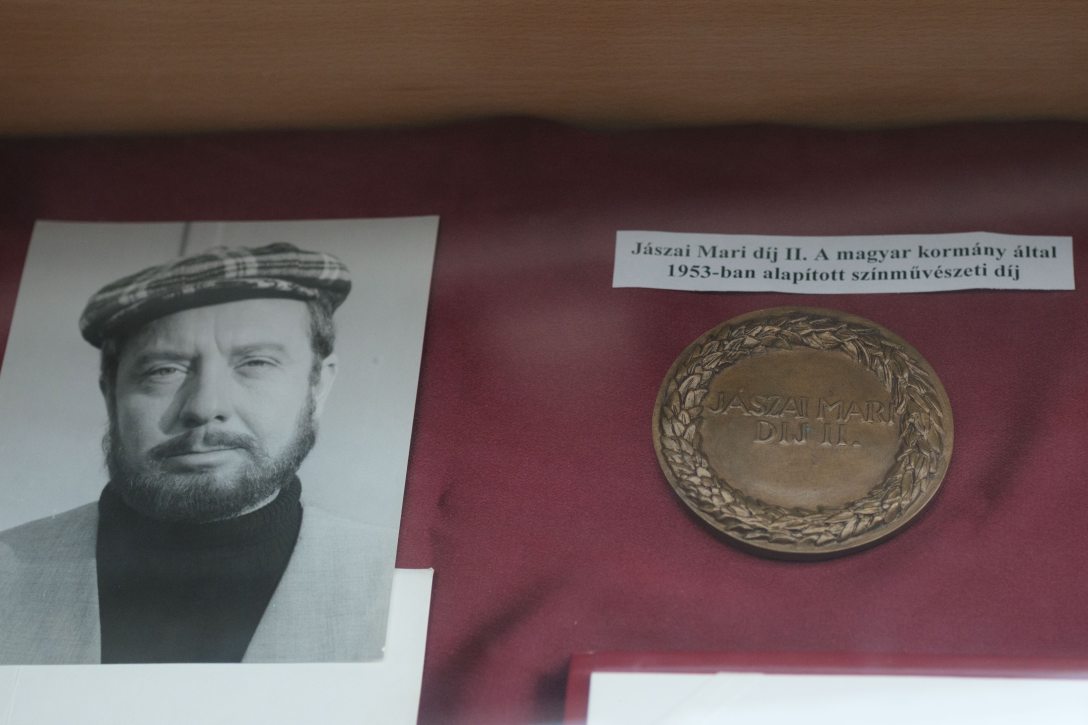 Jászai Mari díj II. A magyar kormány által
1953-ban alapított színművészeti díj
JÁSZAI MARI
DÍJ II.